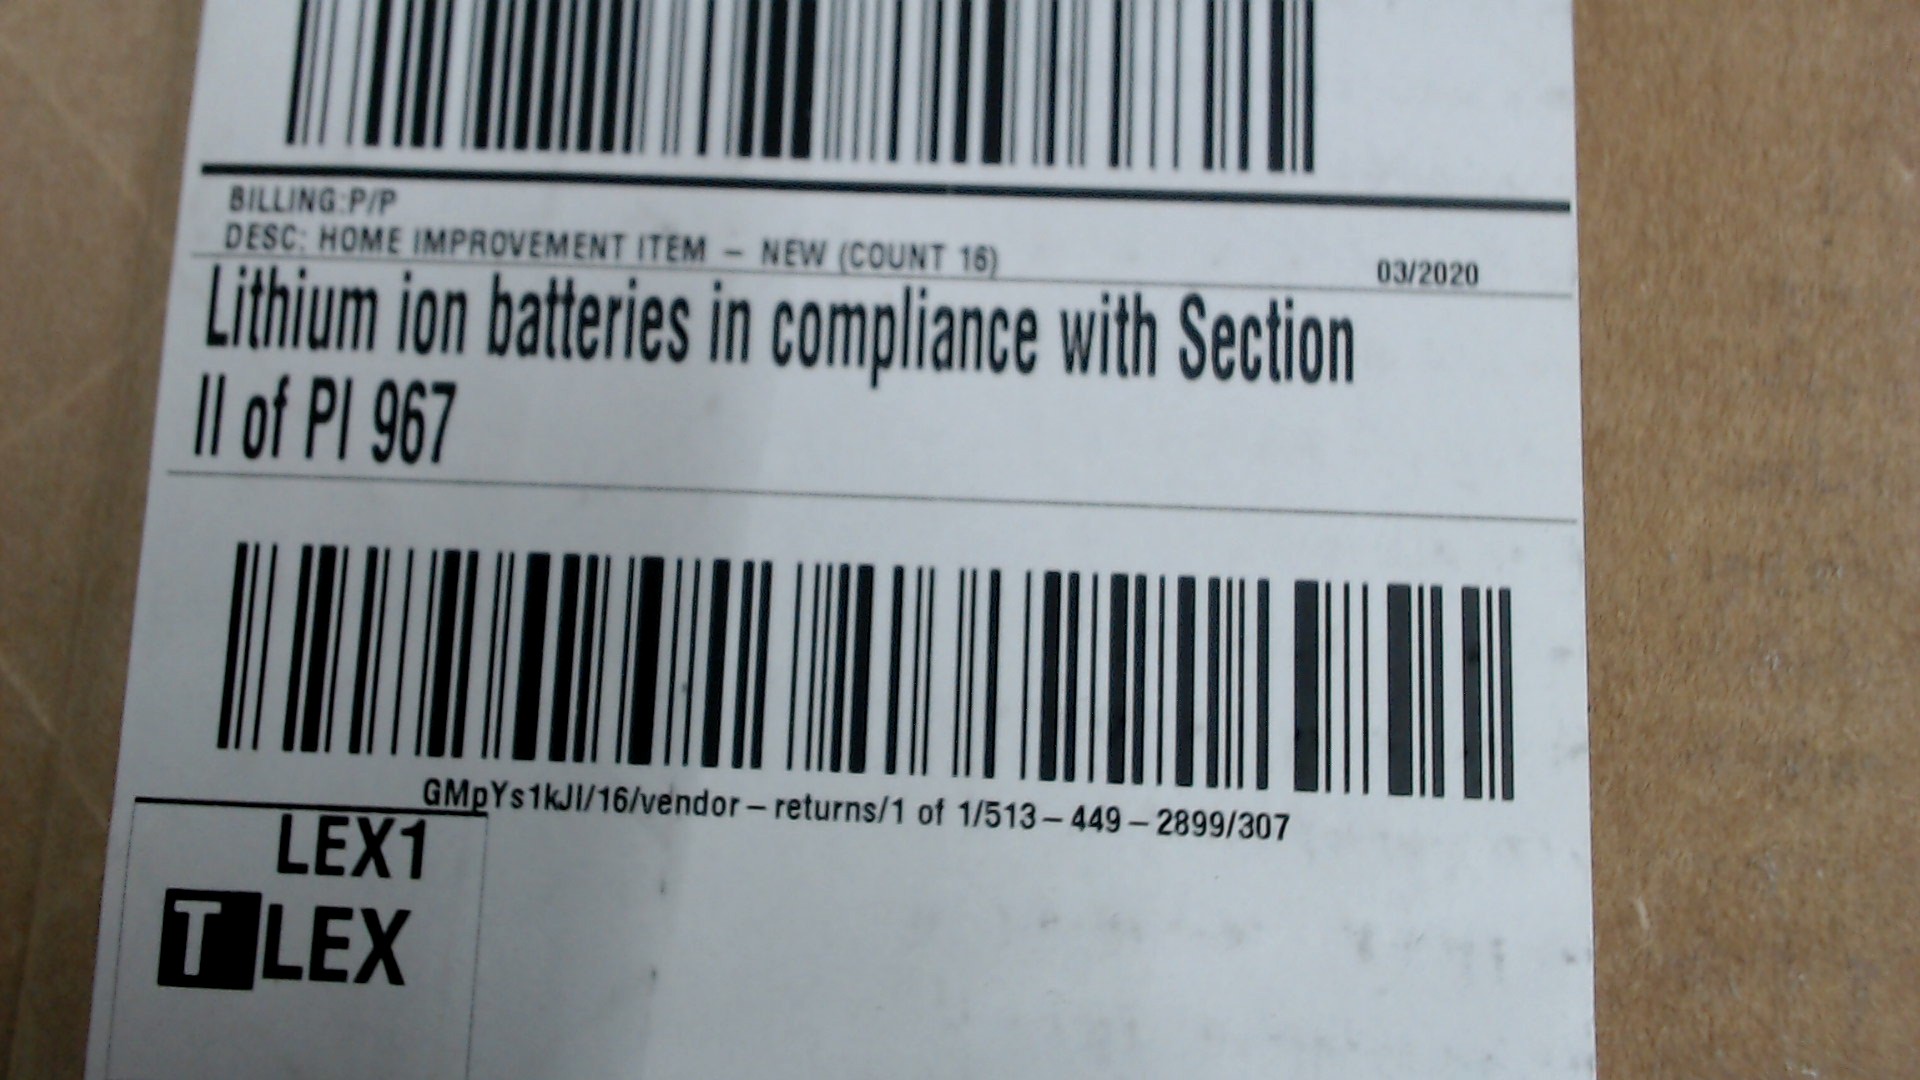 BILLING:P/P
DESC: HOME IMPROVEMENT ITEM – NEW (COUNT 16)
03/2020
Lithium ion batteries in compliance with Section
II of PI 967
GMpYs1kJI/16/vendor – returns/1 of 1/513 – 449 – 2899/307
LEX1
T LEX